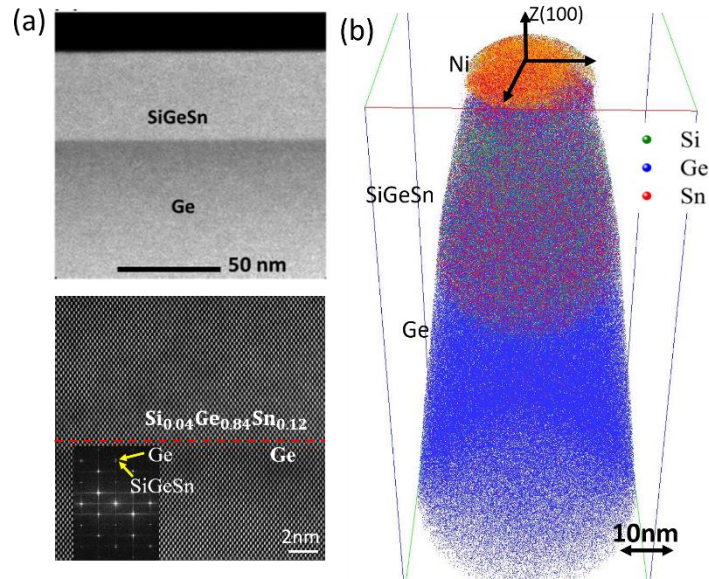 (a)
SiGeSn
Ge
50 nm
Si₀.₀₄Ge₀.₈₄Sn₀.₁₂
Ge
Ge
SiGeSn
2nm
(b)
Z(100)
Ni
Si
Ge
Sn
SiGeSn
Ge
10nm